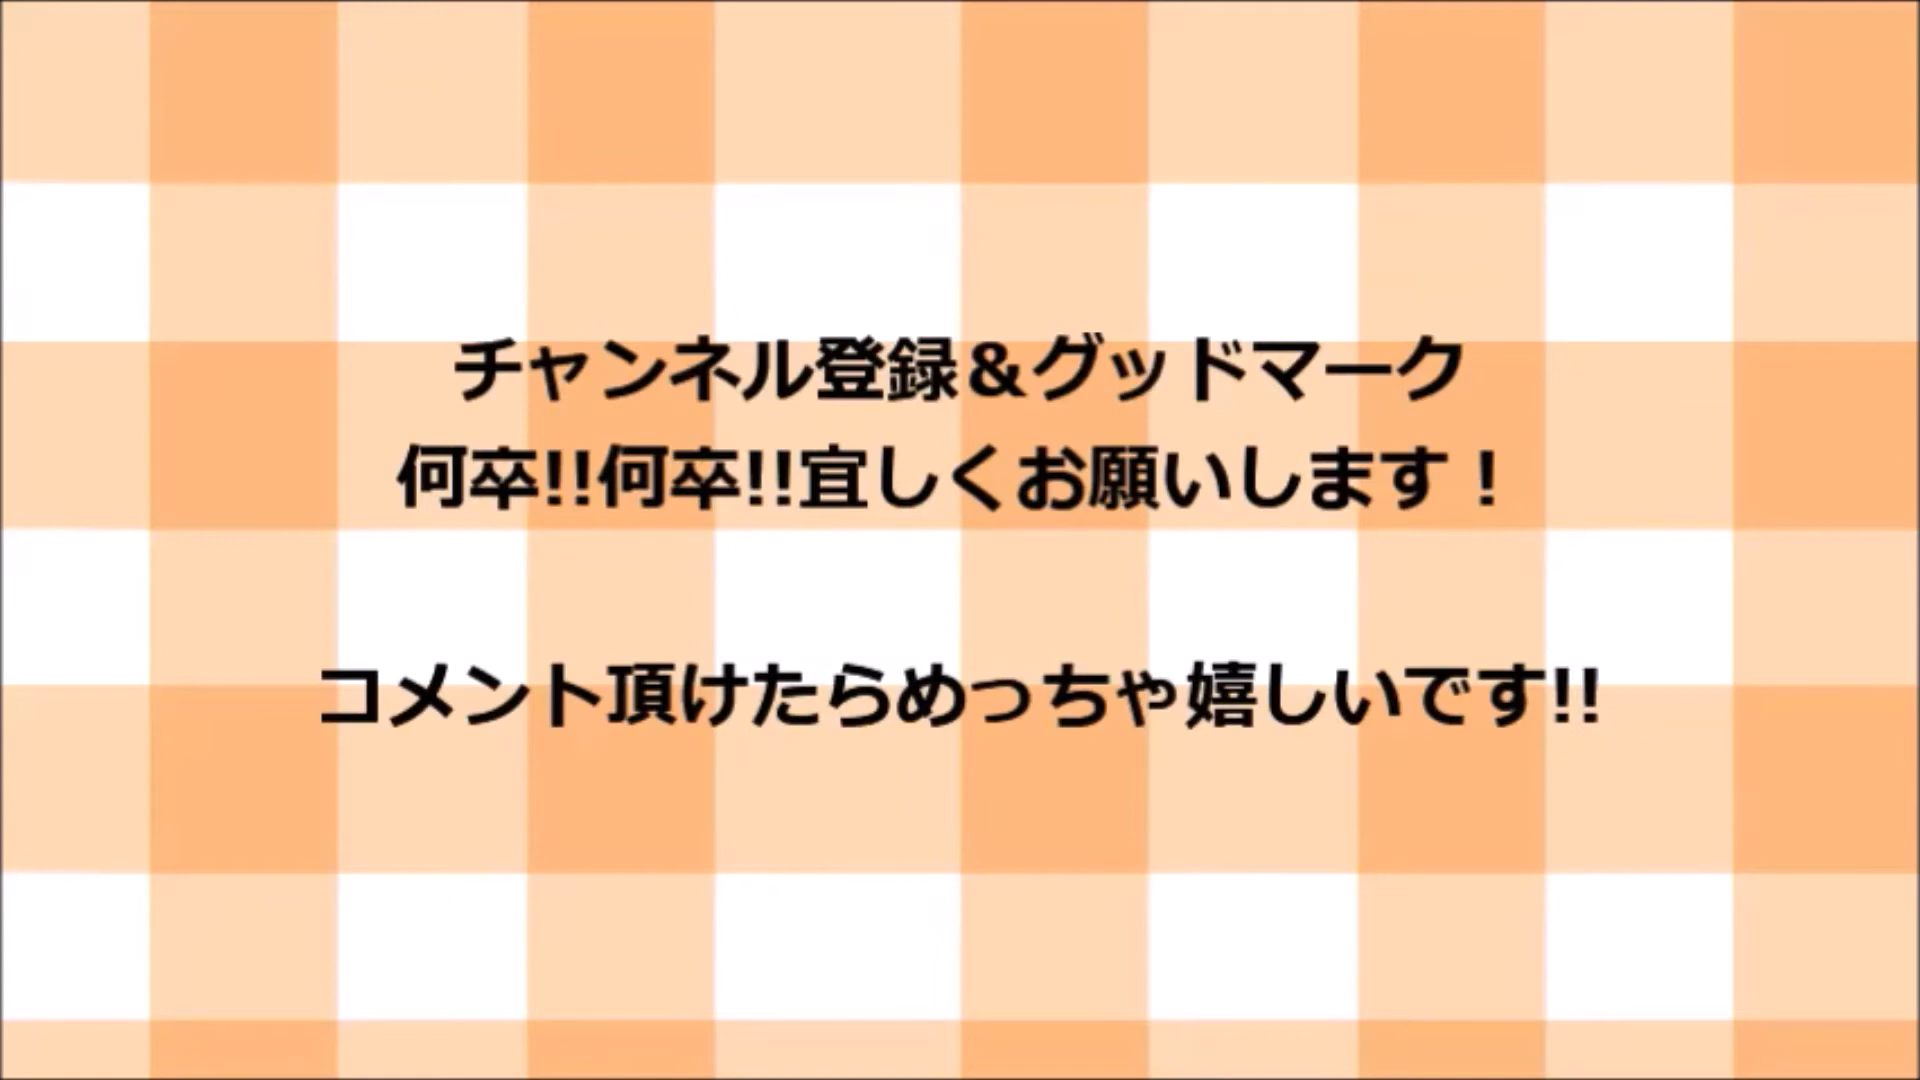 チャンネル登録＆グッドマーク
何卒!!何卒!!宜しくお願いします！
コメント頂けたらめっちゃ嬉しいです!!